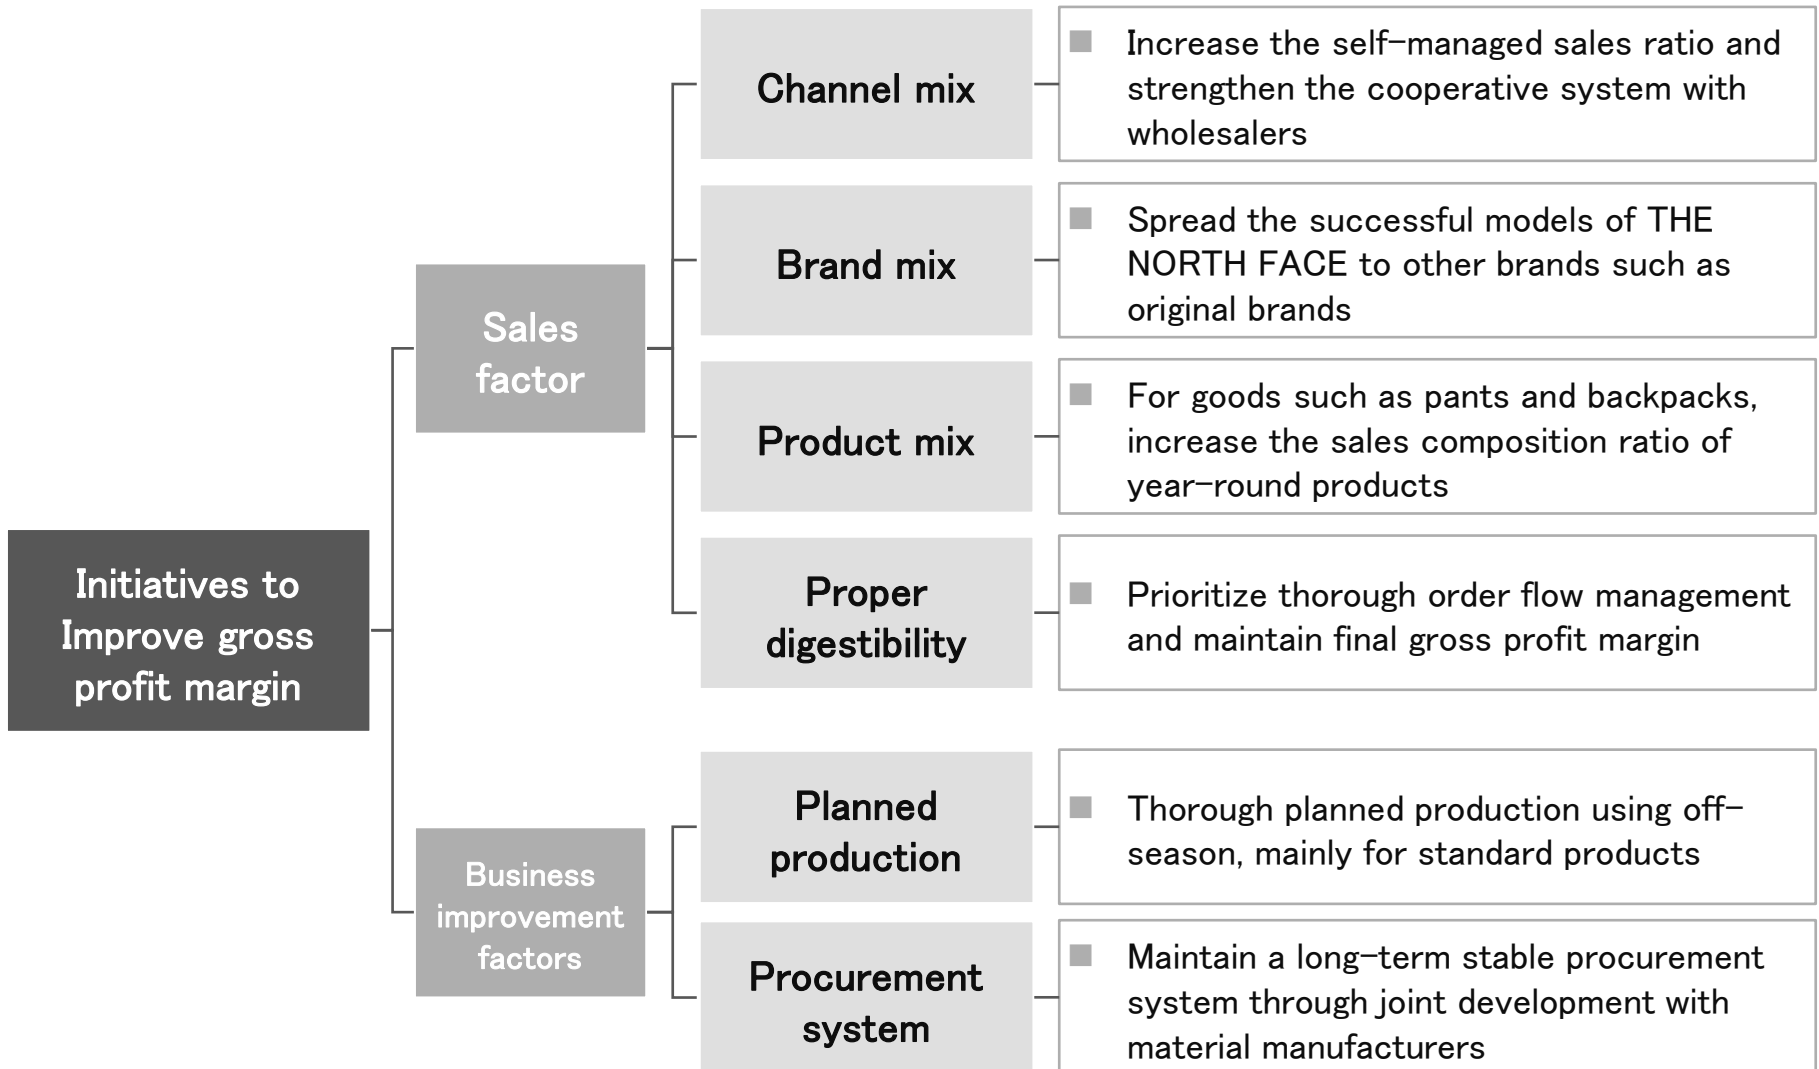 Initiatives to
Improve gross
profit margin
Sales
factor
Channel mix
■ Increase the self-managed sales ratio and
strengthen the cooperative system with
wholesalers
Brand mix
■ Spread the successful models of THE
NORTH FACE to other brands such as
original brands
Product mix
■ For goods such as pants and backpacks,
increase the sales composition ratio of
year-round products
Proper
digestibility
■ Prioritize thorough order flow management
and maintain final gross profit margin
Business
improvement
factors
Planned
production
■ Thorough planned production using off-
season, mainly for standard products
Procurement
system
■ Maintain a long-term stable procurement
system through joint development with
material manufacturers